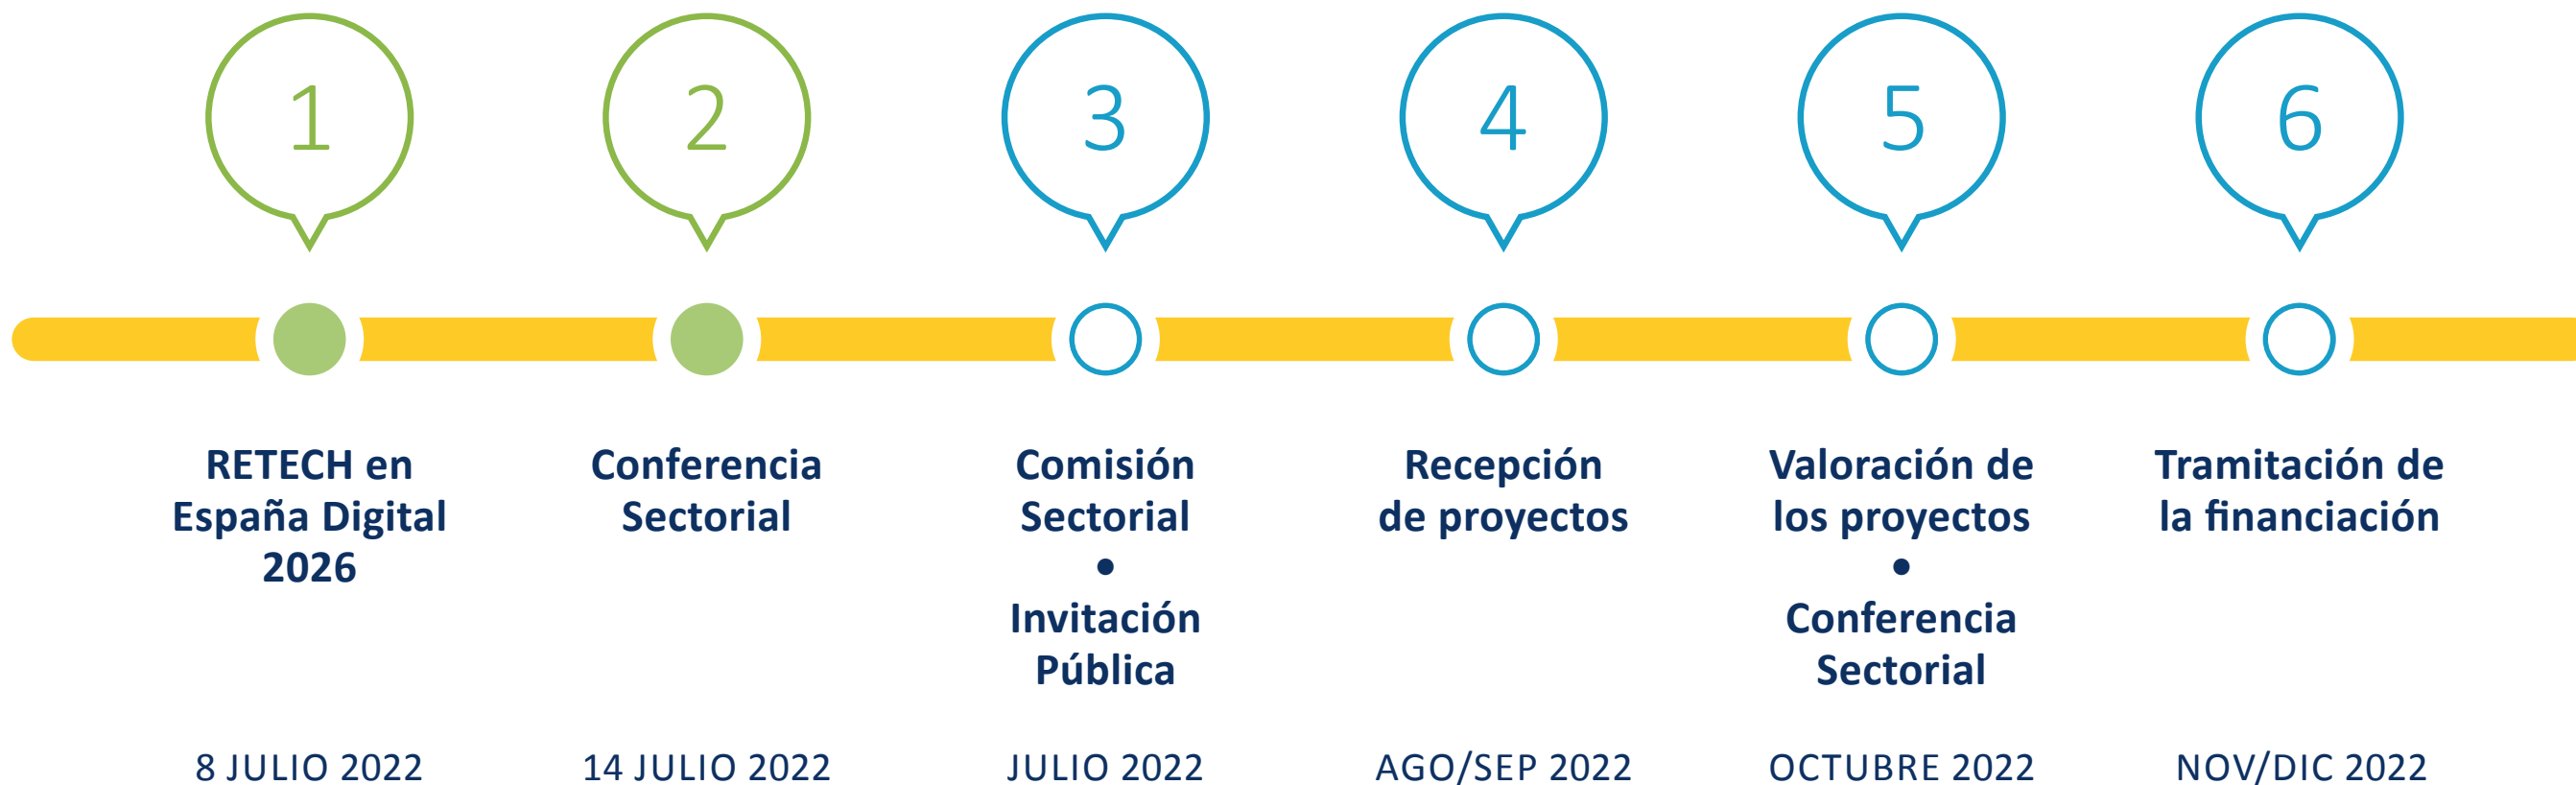 1
2
3
4
5
6
RETECH en
España Digital
2026
8 JULIO 2022
Conferencia
Sectorial
14 JULIO 2022
Comisión
Sectorial
•
Invitación
Pública
JULIO 2022
Recepción
de proyectos
AGO/SEP 2022
Valoración de
los proyectos
•
Conferencia
Sectorial
OCTUBRE 2022
Tramitación de
la financiación
NOV/DIC 2022